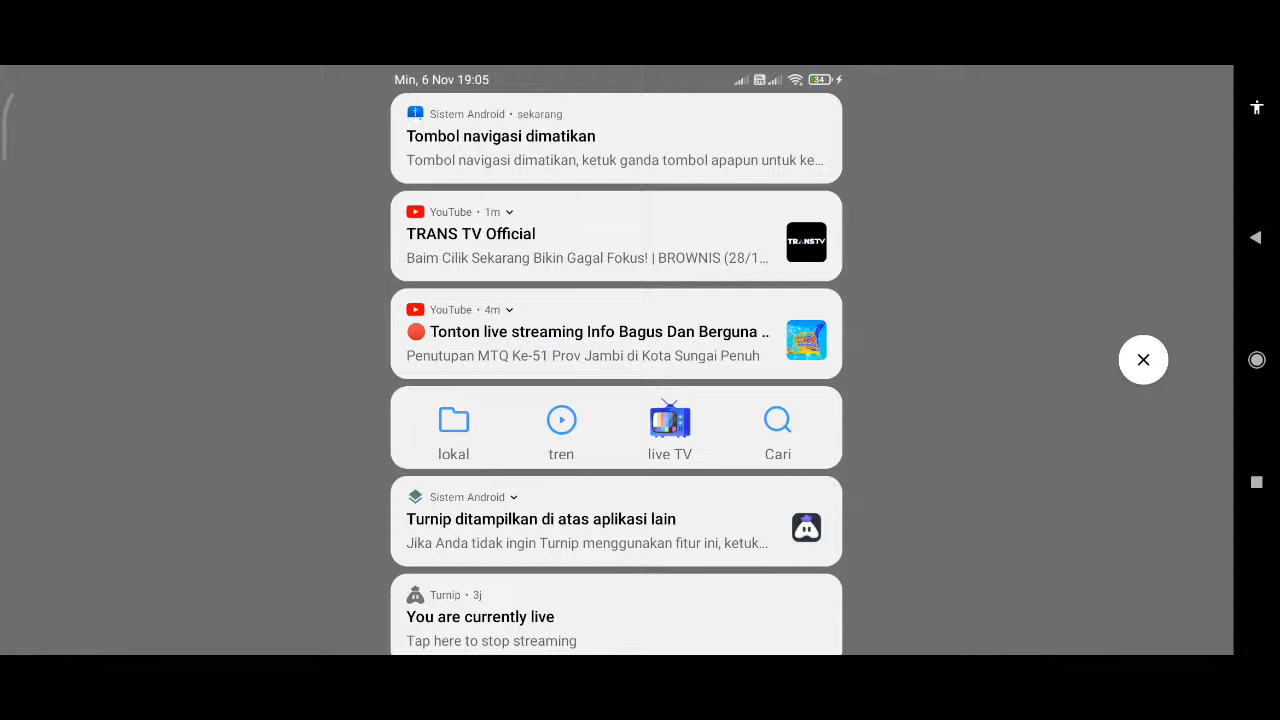 Min, 6 Nov 19:05
34
Sistem Android • sekarang
Tombol navigasi dimatikan
Tombol navigasi dimatikan, ketuk ganda tombol apapun untuk ke...
YouTube • 1m
TRANS TV Official
Baim Cilik Sekarang Bikin Gagal Fokus! | BROWNIS (28/1...
TRANSTV
YouTube • 4m
🔴 Tonton live streaming Info Bagus Dan Berguna ..
Penutupan MTQ Ke-51 Prov Jambi di Kota Sungai Penuh
lokal
tren
live TV
Cari
Sistem Android
Turnip ditampilkan di atas aplikasi lain
Jika Anda tidak ingin Turnip menggunakan fitur ini, ketuk...
Turnip • 3j
You are currently live
Tap here to stop streaming